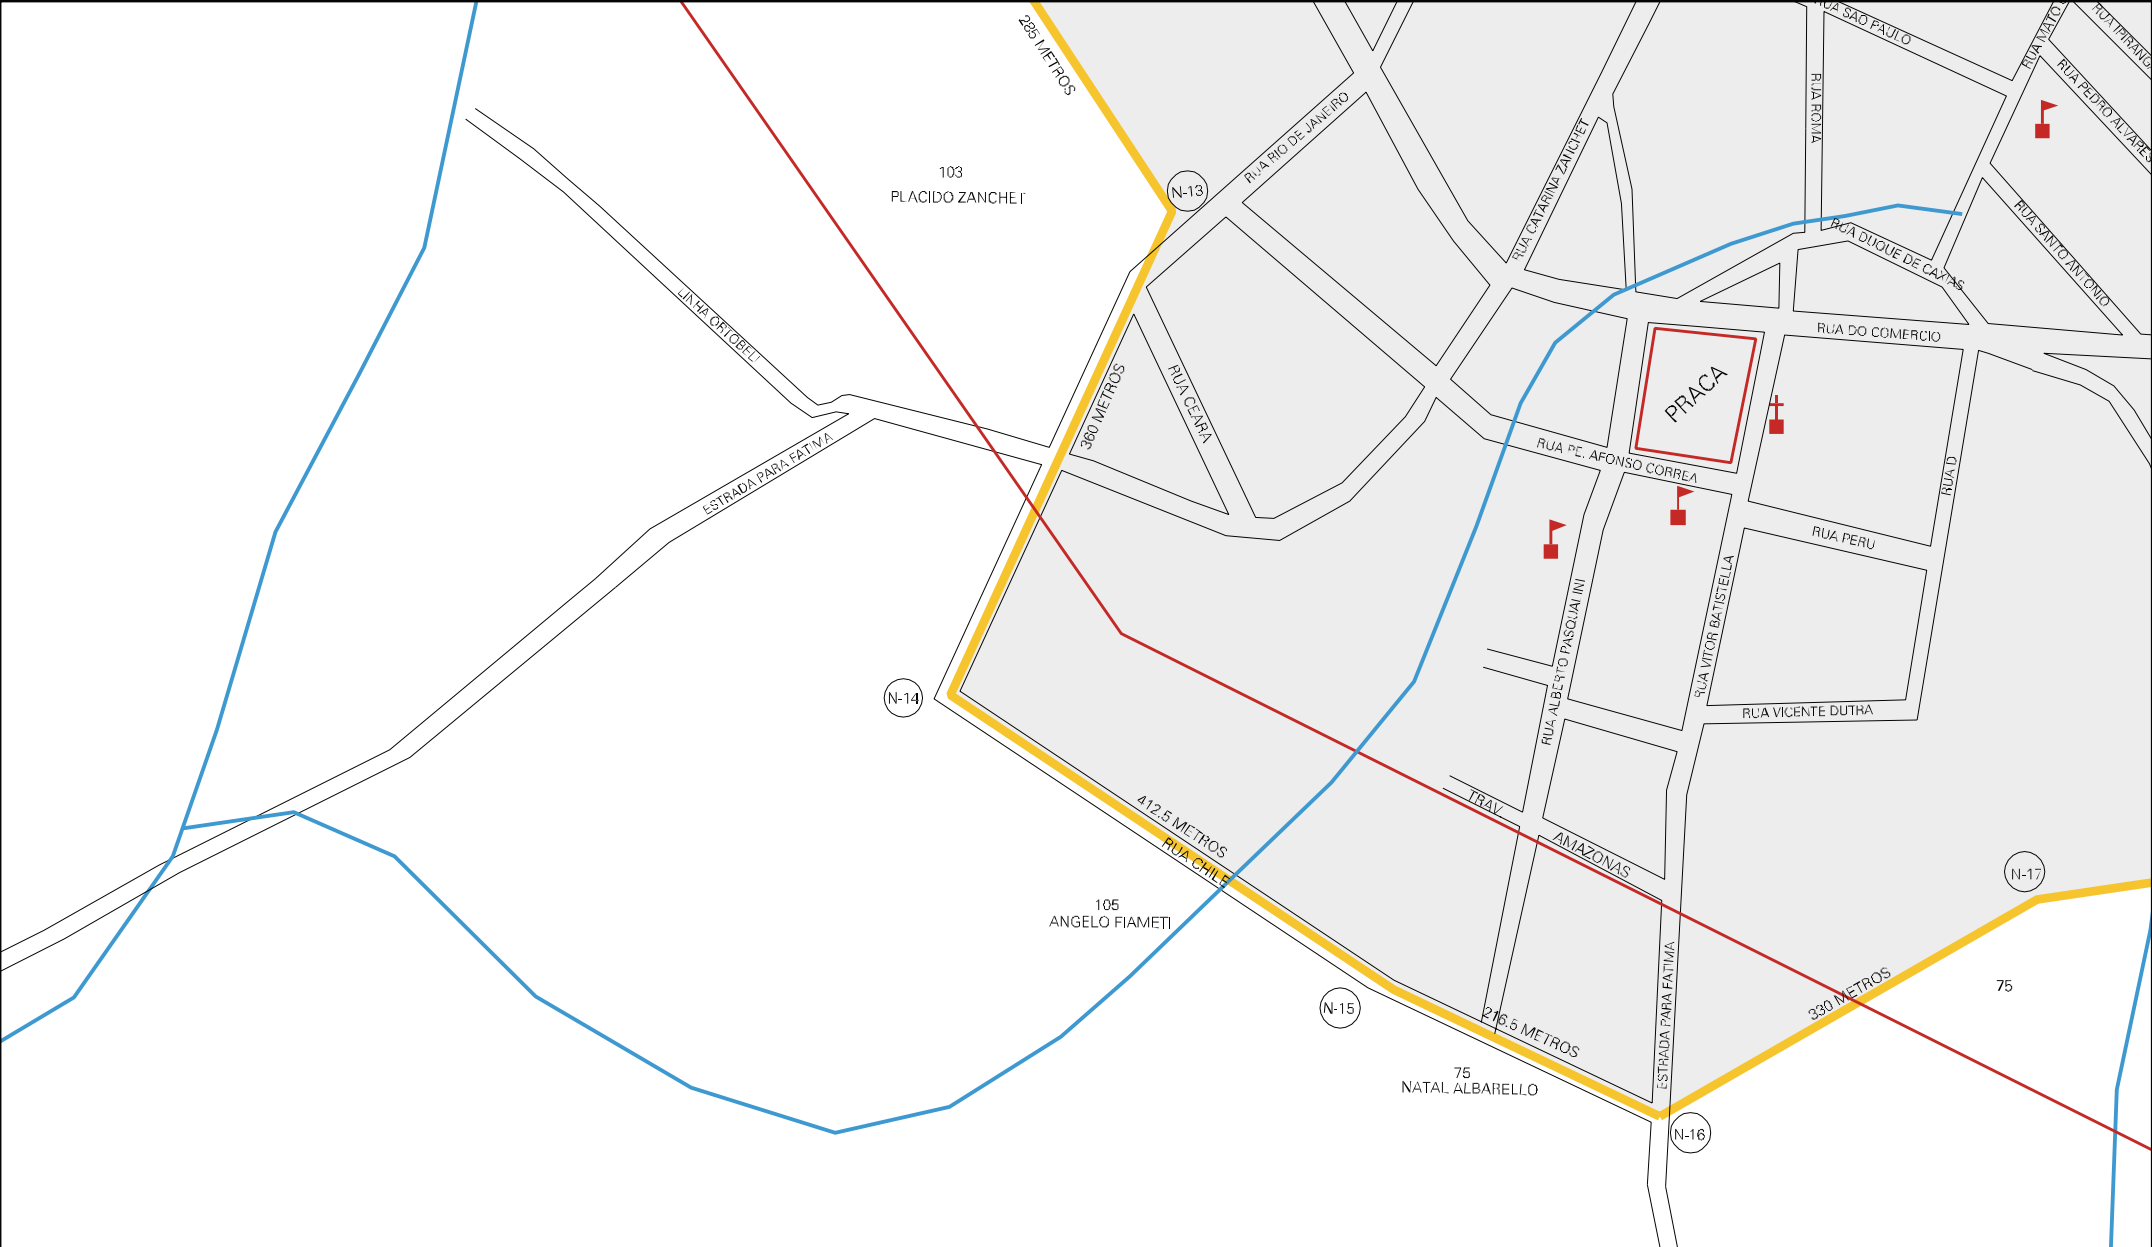 285 METROS
RUA SAO PAULO
RUA IPIRANGA
RUA ROMA
RUA PEDRO ALVARES
RUA RIO DE JANEIRO
RUA CATARINA ZANCHET
103
PLACIDO ZANCHET
N-13
RUA DUQUE DE CAXIAS
RUA SANTO ANTONIO
LINHA ORTOBELI
RUA DO COMERCIO
360 METROS
RUA CEARA
PRACA
ESTRADA PARA FATIMA
RUA PE. AFONSO CORREA
RUA D
RUA PERU
RUA ALBERTO PASQUALINI
RUA VITOR BATISTELLA
N-14
RUA VICENTE DUTRA
412.5 METROS
RUA CHILE
TRAV.
AMAZONAS
N-17
105
ANGELO FIAMETI
330 METROS
75
N-15
216.5 METROS
ESTRADA PARA FATIMA
75
NATAL ALBARELLO
N-16
RUA MATO